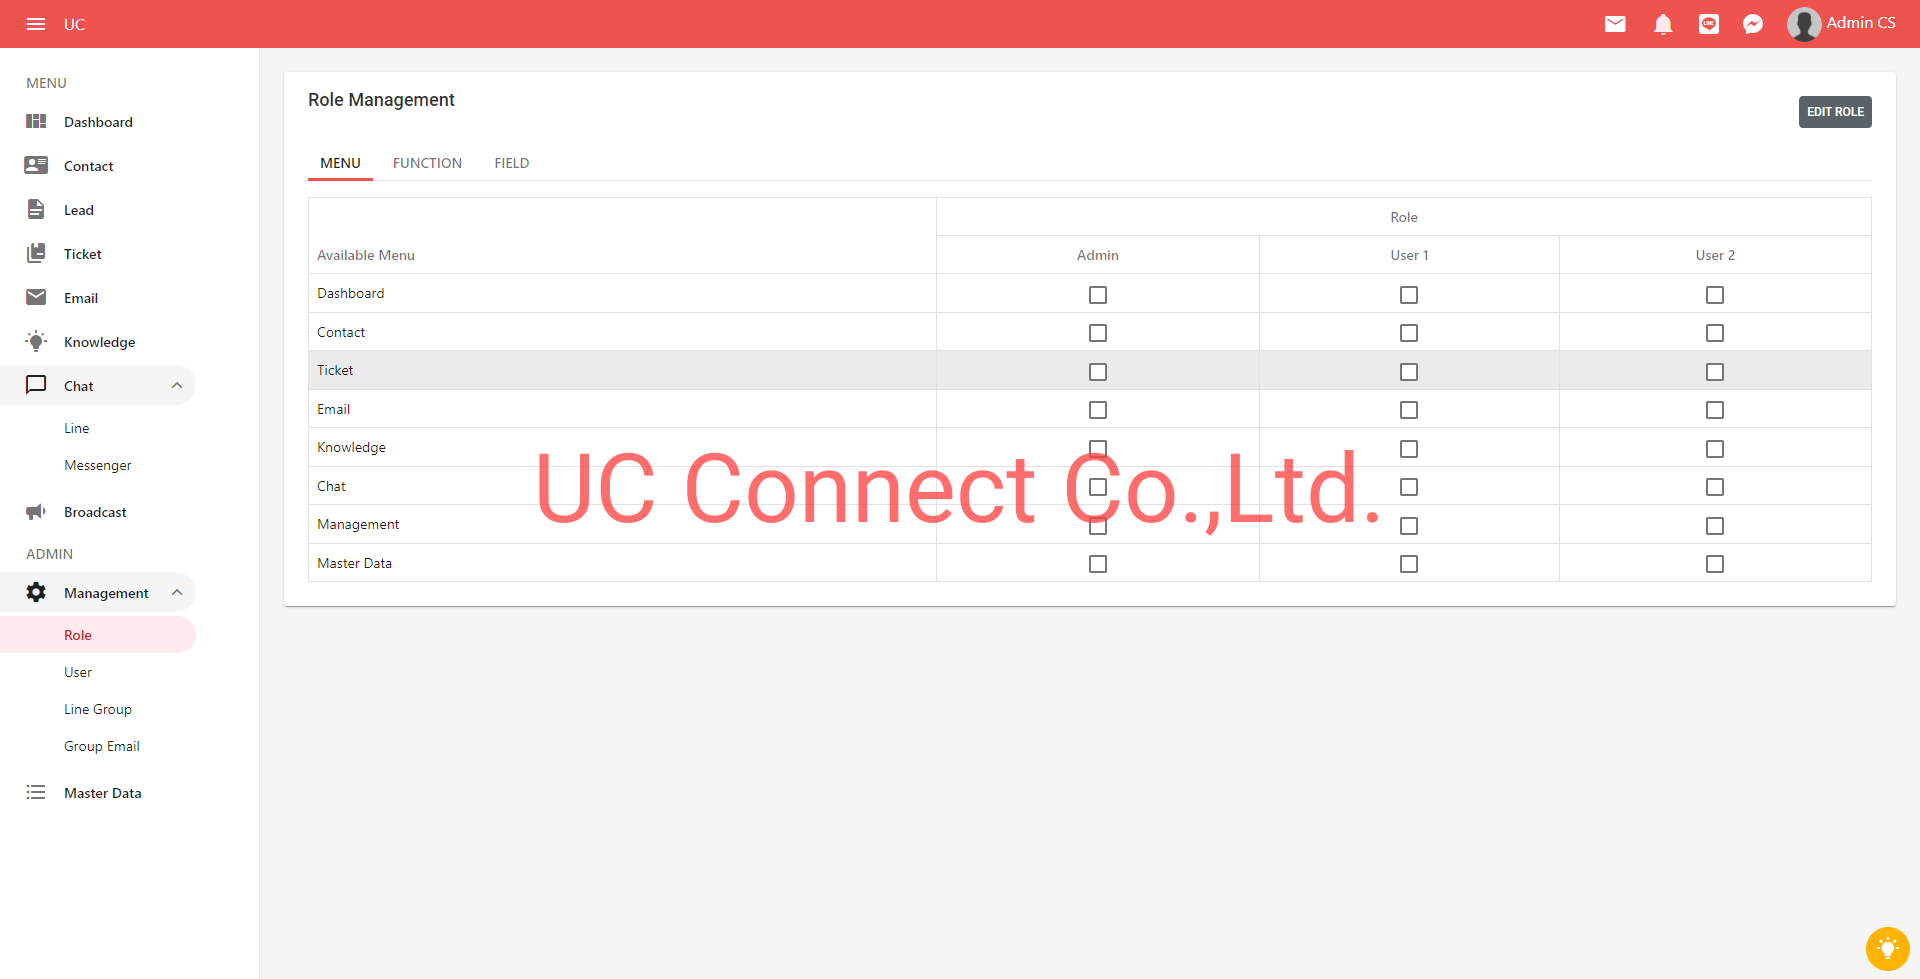 UC
Admin CS
MENU
Dashboard
Contact
Lead
Ticket
Email
Knowledge
Chat
Line
Messenger
Broadcast
ADMIN
Management
Role
User
Line Group
Group Email
Master Data
Role Management
EDIT ROLE
MENU FUNCTION FIELD
Role
Available Menu Admin User 1 User 2
Dashboard
Contact
Ticket
Email
Knowledge
Chat
Management
Master Data
UC Connect Co.,Ltd.